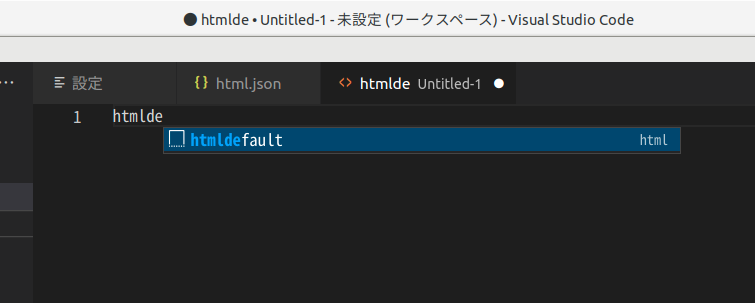 ● htmlde • Untitled-1 - 未設定 (ワークスペース) - Visual Studio Code
··· 設定 {} html.json <> htmlde Untitled-1 ●
1 htmlde
htmldefault html